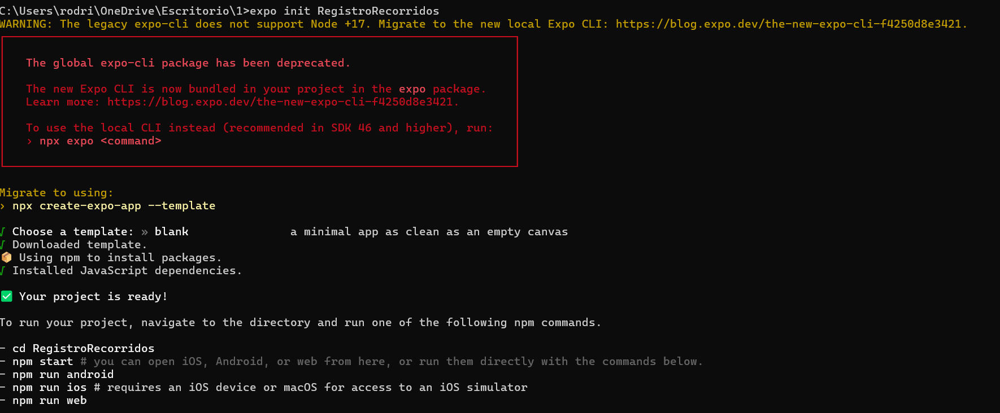 C:\Users\rodri\OneDrive\Escritorio\1>expo init RegistroRecorridos
WARNING: The legacy expo-cli does not support Node +17. Migrate to the new local Expo CLI: https://blog.expo.dev/the-new-expo-cli-f4250d8e3421.
The global expo-cli package has been deprecated.
The new Expo CLI is now bundled in your project in the expo package.
Learn more: https://blog.expo.dev/the-new-expo-cli-f4250d8e3421.
To use the local CLI instead (recommended in SDK 46 and higher), run:
› npx expo <command>
Migrate to using:
› npx create-expo-app --template
√ Choose a template: » blank a minimal app as clean as an empty canvas
√ Downloaded template.
📦 Using npm to install packages.
√ Installed JavaScript dependencies.
✅ Your project is ready!
To run your project, navigate to the directory and run one of the following npm commands.
- cd RegistroRecorridos
- npm start # you can open iOS, Android, or web from here, or run them directly with the commands below.
- npm run android
- npm run ios # requires an iOS device or macOS for access to an iOS simulator
- npm run web